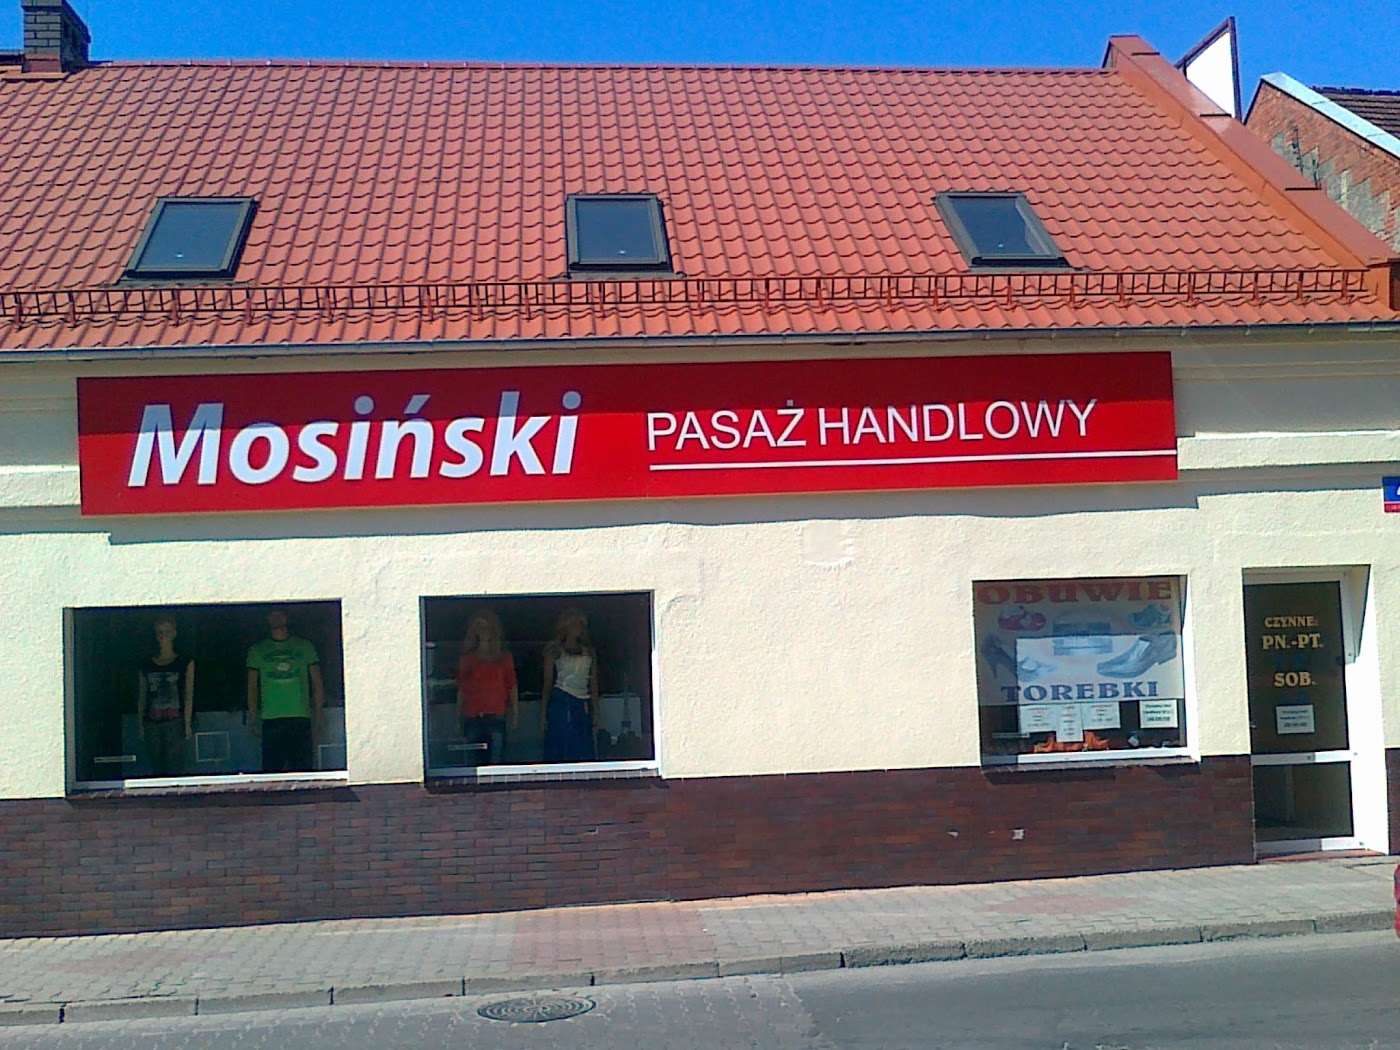 Mosiński PASAŻ HANDLOWY
OBUWIE
TOREBKI
CZYNNE:
PN.-PT.
SOB.